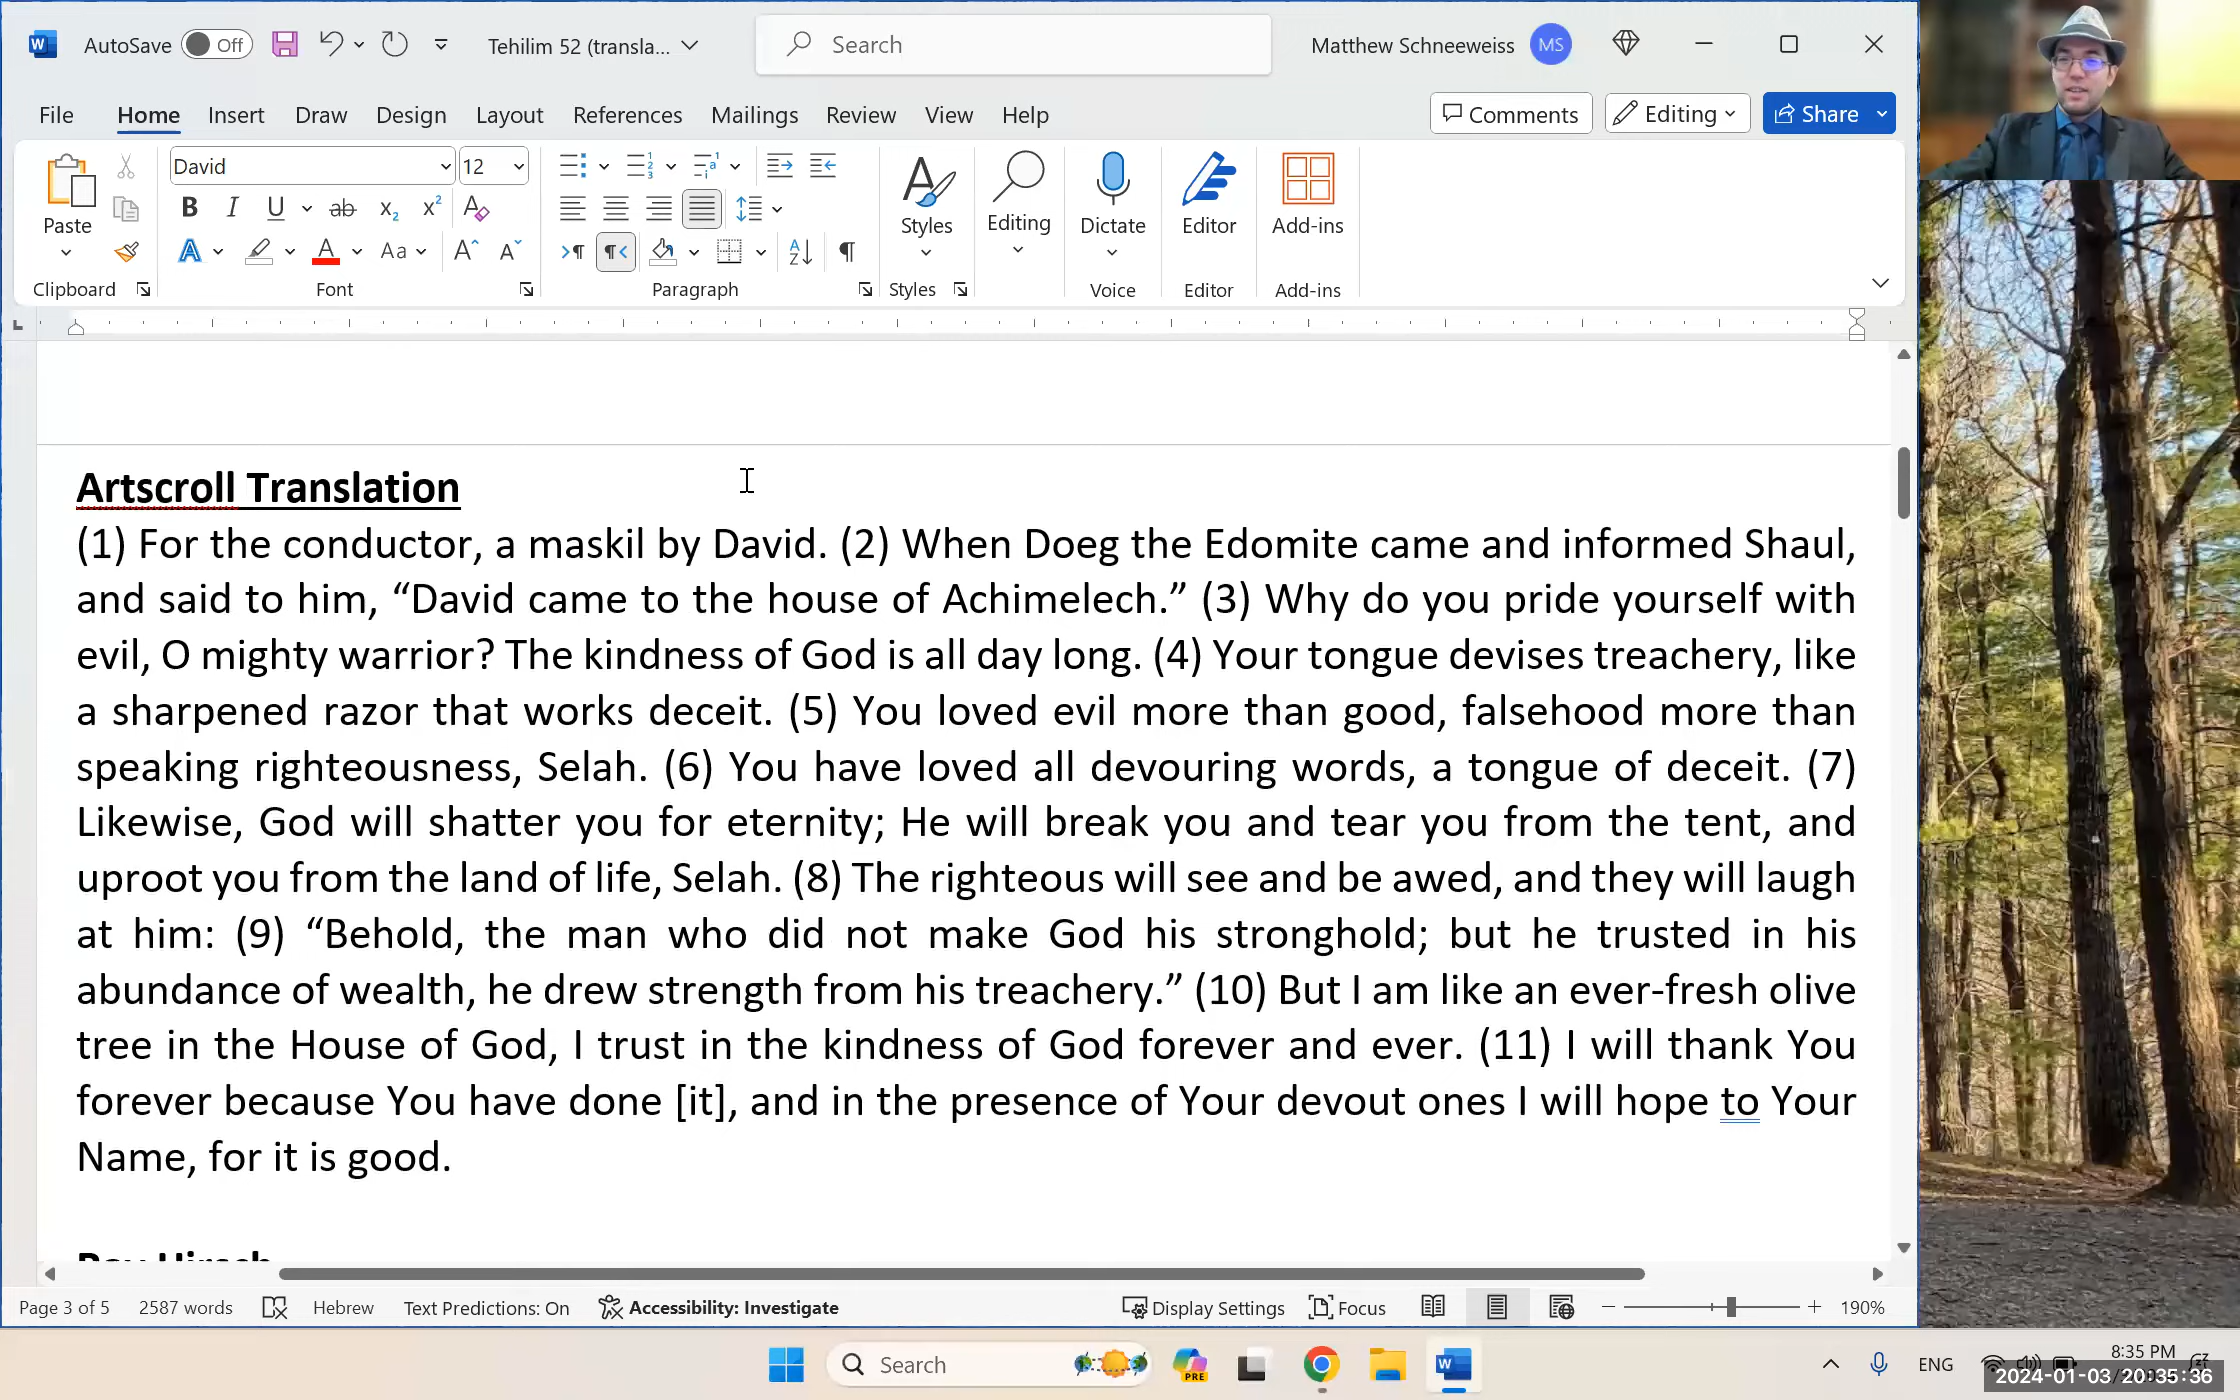 AutoSave Off Tehilim 52 (transla... Search Matthew Schneeweiss MS
File Home Insert Draw Design Layout References Mailings Review View Help Comments Editing Share
David 12
Paste Styles Editing Dictate Editor Add-ins
Clipboard Font Paragraph Styles Voice Editor Add-ins
Artscroll Translation
(1) For the conductor, a maskil by David. (2) When Doeg the Edomite came and informed Shaul,
and said to him, “David came to the house of Achimelech.” (3) Why do you pride yourself with
evil, O mighty warrior? The kindness of God is all day long. (4) Your tongue devises treachery, like
a sharpened razor that works deceit. (5) You loved evil more than good, falsehood more than
speaking righteousness, Selah. (6) You have loved all devouring words, a tongue of deceit. (7)
Likewise, God will shatter you for eternity; He will break you and tear you from the tent, and
uproot you from the land of life, Selah. (8) The righteous will see and be awed, and they will laugh
at him: (9) “Behold, the man who did not make God his stronghold; but he trusted in his
abundance of wealth, he drew strength from his treachery.” (10) But I am like an ever-fresh olive
tree in the House of God, I trust in the kindness of God forever and ever. (11) I will thank You
forever because You have done [it], and in the presence of Your devout ones I will hope to Your
Name, for it is good.
Rav Hirsch
Page 3 of 5 2587 words Hebrew Text Predictions: On Accessibility: Investigate Display Settings Focus 190%
Search PRE ENG 8:35 PM
2024-01-03 20:35:36